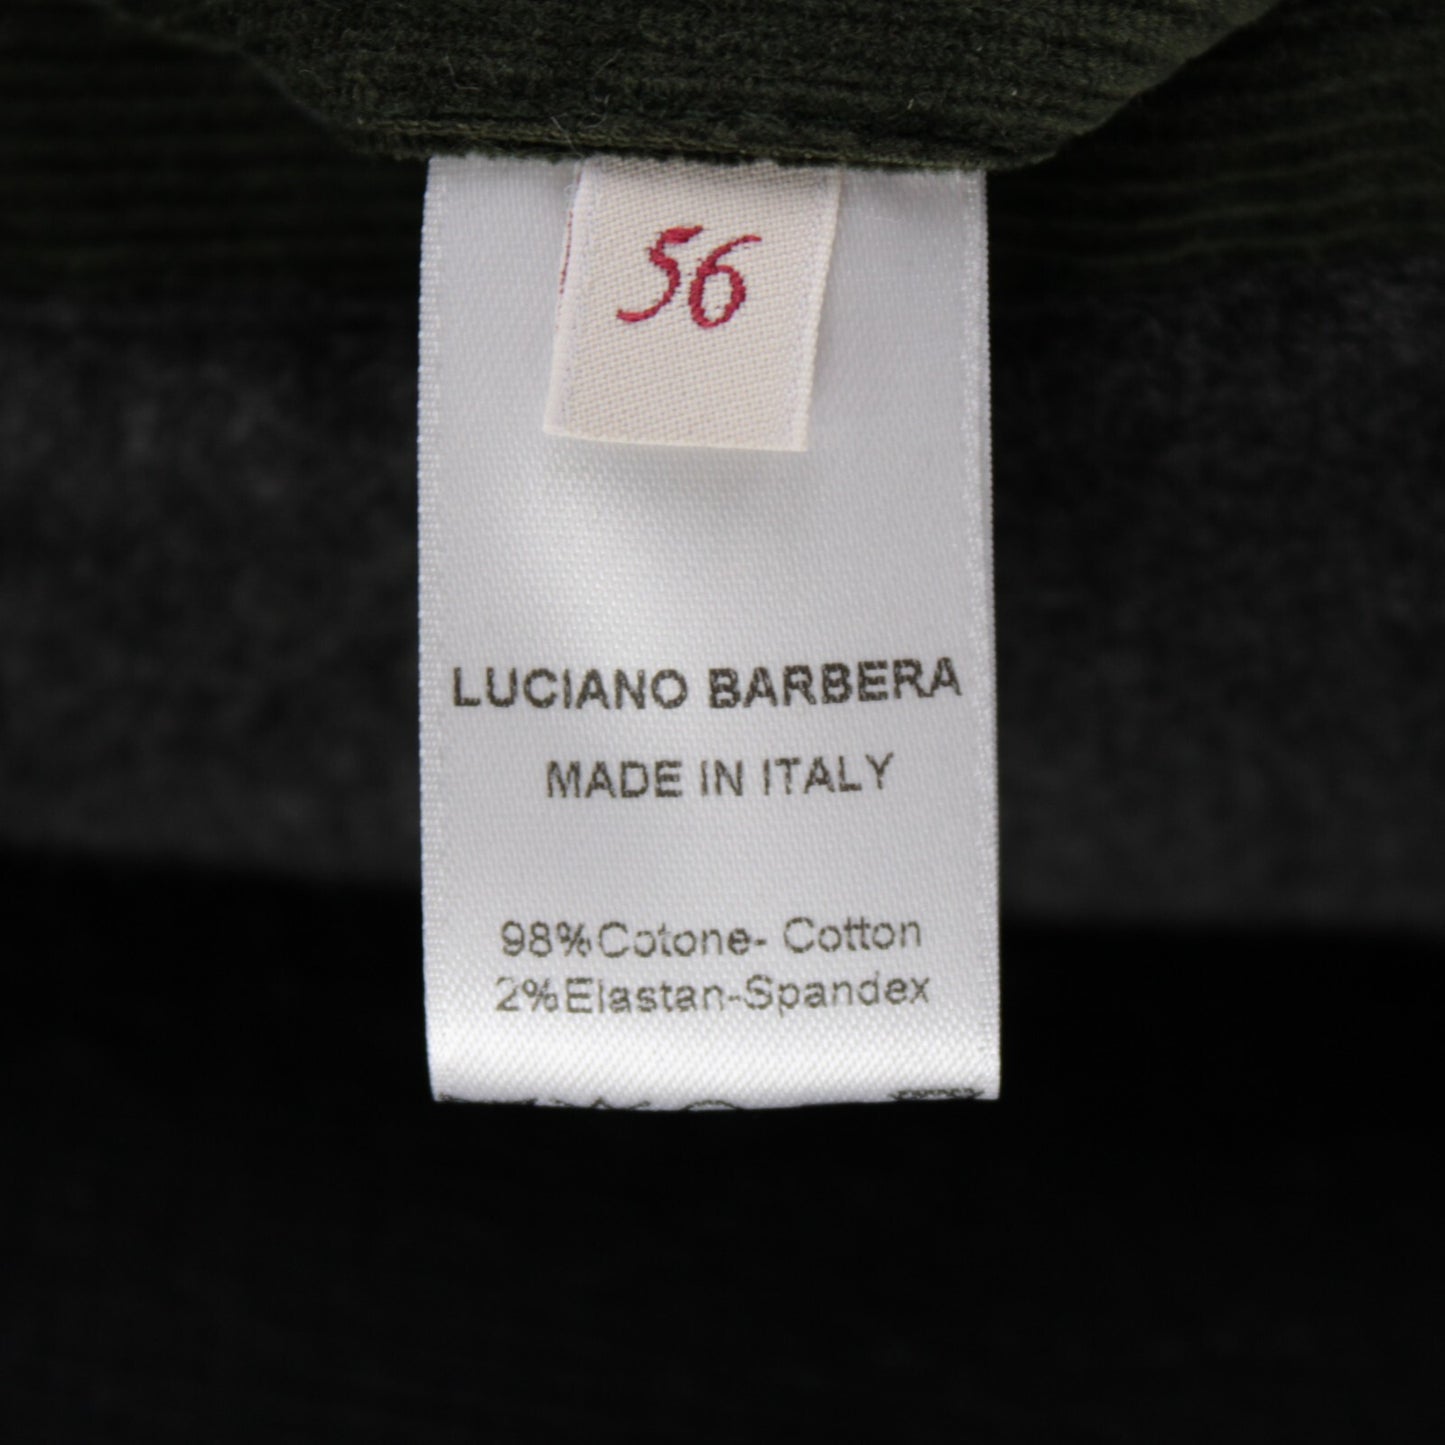 56
LUCIANO BARBERA
MADE IN ITALY
98%Cotone- Cotton
2%Elastan-Spandex